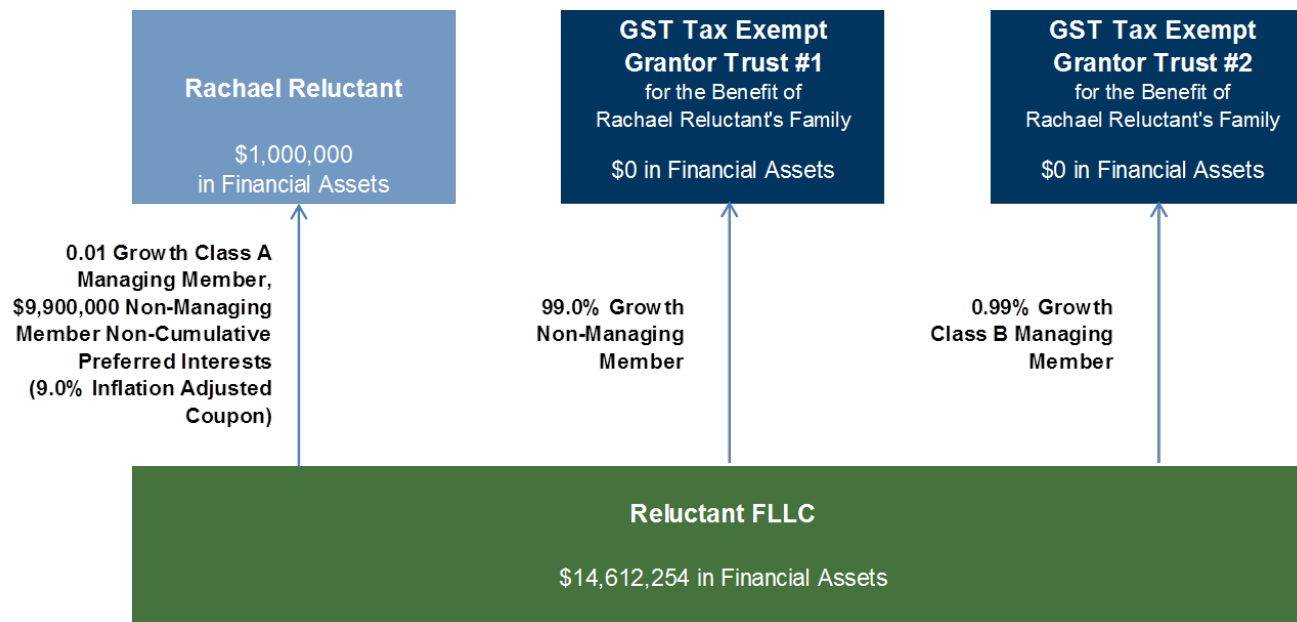 Rachael Reluctant
$1,000,000
in Financial Assets
GST Tax Exempt
Grantor Trust #1
for the Benefit of
Rachael Reluctant's Family
$0 in Financial Assets
GST Tax Exempt
Grantor Trust #2
for the Benefit of
Rachael Reluctant's Family
$0 in Financial Assets
0.01 Growth Class A
Managing Member,
$9,900,000 Non-Managing
Member Non-Cumulative
Preferred Interests
(9.0% Inflation Adjusted
Coupon)
99.0% Growth
Non-Managing
Member
0.99% Growth
Class B Managing
Member
Reluctant FLLC
$14,612,254 in Financial Assets